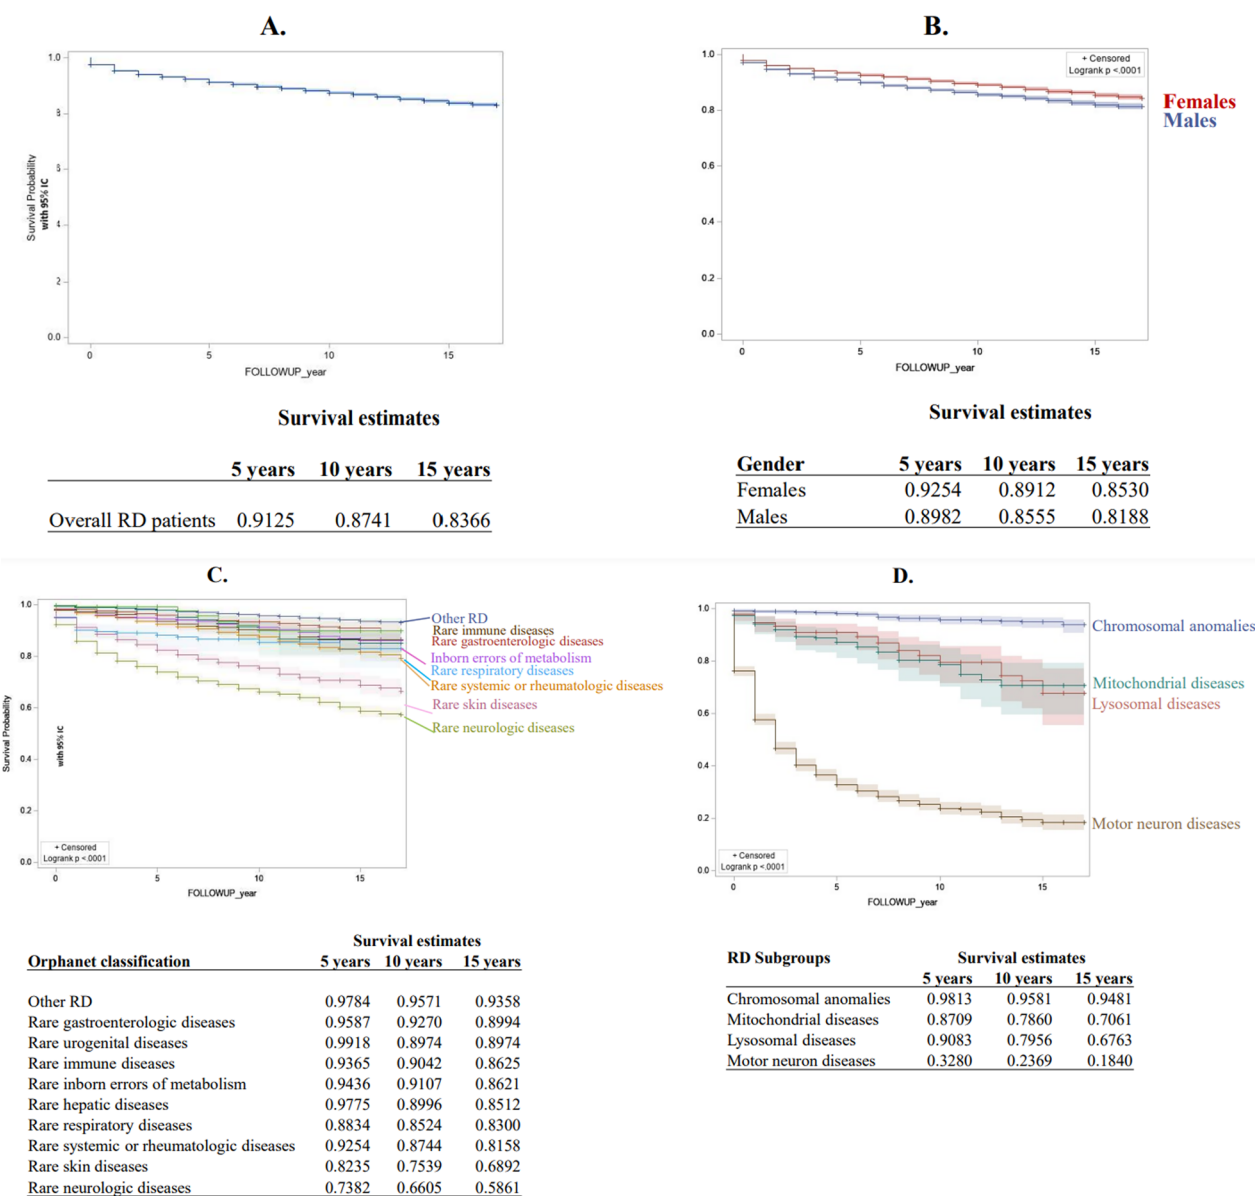 A.
1.0
8
6
4
2
0.0
Survival Probability
with 95% IC
0 5 10 15
FOLLOWUP_year
Survival estimates
5 years 10 years 15 years
Overall RD patients 0.9125 0.8741 0.8366
B.
1.0
0.8
0.6
0.4
0.2
0.0
+ Censored
Logrank p <.0001
Females
Males
0 5 10 15
FOLLOWUP_year
Survival estimates
Gender 5 years 10 years 15 years
Females 0.9254 0.8912 0.8530
Males 0.8982 0.8555 0.8188
C.
1.0
0.8
0.6
0.4
0.2
0.0
Survival Probability
with 95% IC
Other RD
Rare immune diseases
Rare gastroenterologic diseases
Inborn errors of metabolism
Rare respiratory diseases
Rare systemic or rheumatologic diseases
Rare skin diseases
Rare neurologic diseases
+ Censored
Logrank p <.0001
0 5 10 15
FOLLOWUP_year
Survival estimates
Orphanet classification 5 years 10 years 15 years
Other RD 0.9784 0.9571 0.9358
Rare gastroenterologic diseases 0.9587 0.9270 0.8994
Rare urogenital diseases 0.9918 0.8974 0.8974
Rare immune diseases 0.9365 0.9042 0.8625
Rare inborn errors of metabolism 0.9436 0.9107 0.8621
Rare hepatic diseases 0.9775 0.8996 0.8512
Rare respiratory diseases 0.8834 0.8524 0.8300
Rare systemic or rheumatologic diseases 0.9254 0.8744 0.8158
Rare skin diseases 0.8235 0.7539 0.6892
Rare neurologic diseases 0.7382 0.6605 0.5861
D.
1.0
0.8
0.6
0.4
0.2
0.0
Chromosomal anomalies
Mitochondrial diseases
Lysosomal diseases
Motor neuron diseases
+ Censored
Logrank p <.0001
0 5 10 15
FOLLOWUP_year
RD Subgroups Survival estimates
5 years 10 years 15 years
Chromosomal anomalies 0.9813 0.9581 0.9481
Mitochondrial diseases 0.8709 0.7860 0.7061
Lysosomal diseases 0.9083 0.7956 0.6763
Motor neuron diseases 0.3280 0.2369 0.1840